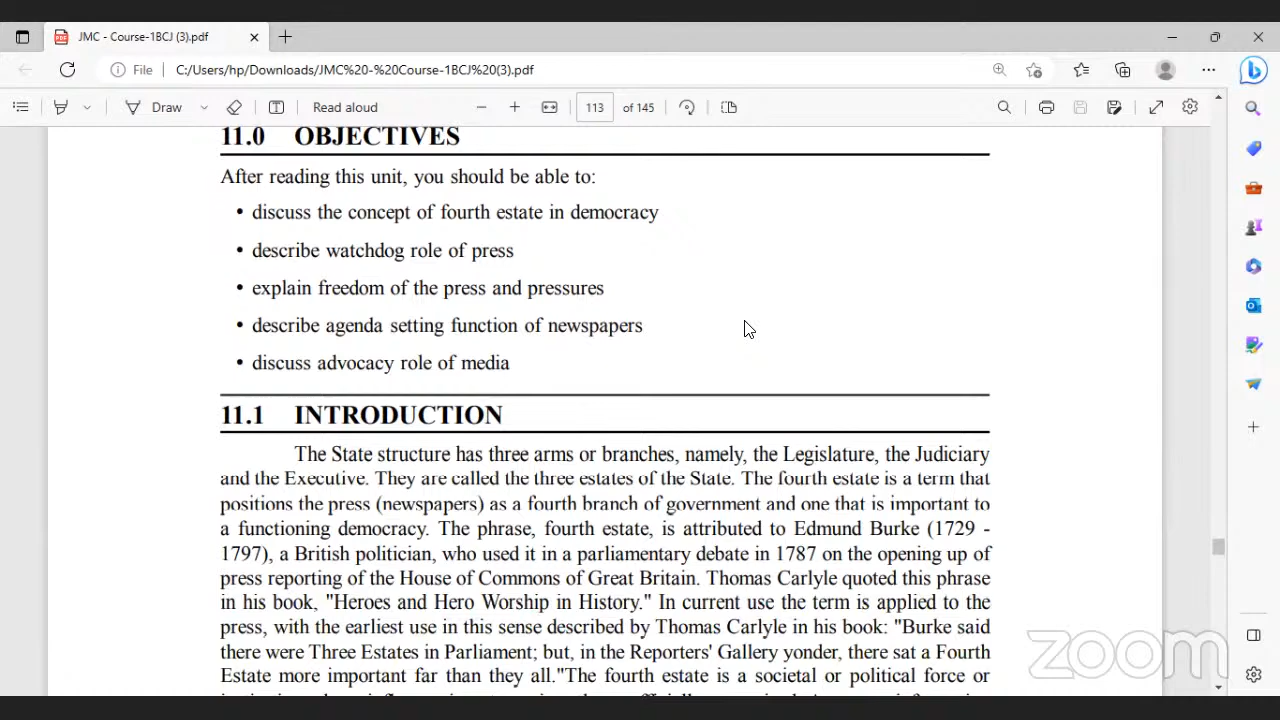 JMC - Course-1BCJ (3).pdf
File C:/Users/hp/Downloads/JMC%20-%20Course-1BCJ%20(3).pdf
Draw Read aloud 113 of 145
11.0 OBJECTIVES
After reading this unit, you should be able to:
• discuss the concept of fourth estate in democracy
• describe watchdog role of press
• explain freedom of the press and pressures
• describe agenda setting function of newspapers
• discuss advocacy role of media
11.1 INTRODUCTION
The State structure has three arms or branches, namely, the Legislature, the Judiciary
and the Executive. They are called the three estates of the State. The fourth estate is a term that
positions the press (newspapers) as a fourth branch of government and one that is important to
a functioning democracy. The phrase, fourth estate, is attributed to Edmund Burke (1729 -
1797), a British politician, who used it in a parliamentary debate in 1787 on the opening up of
press reporting of the House of Commons of Great Britain. Thomas Carlyle quoted this phrase
in his book, "Heroes and Hero Worship in History." In current use the term is applied to the
press, with the earliest use in this sense described by Thomas Carlyle in his book: "Burke said
there were Three Estates in Parliament; but, in the Reporters' Gallery yonder, there sat a Fourth
Estate more important far than they all."The fourth estate is a societal or political force or
zoom